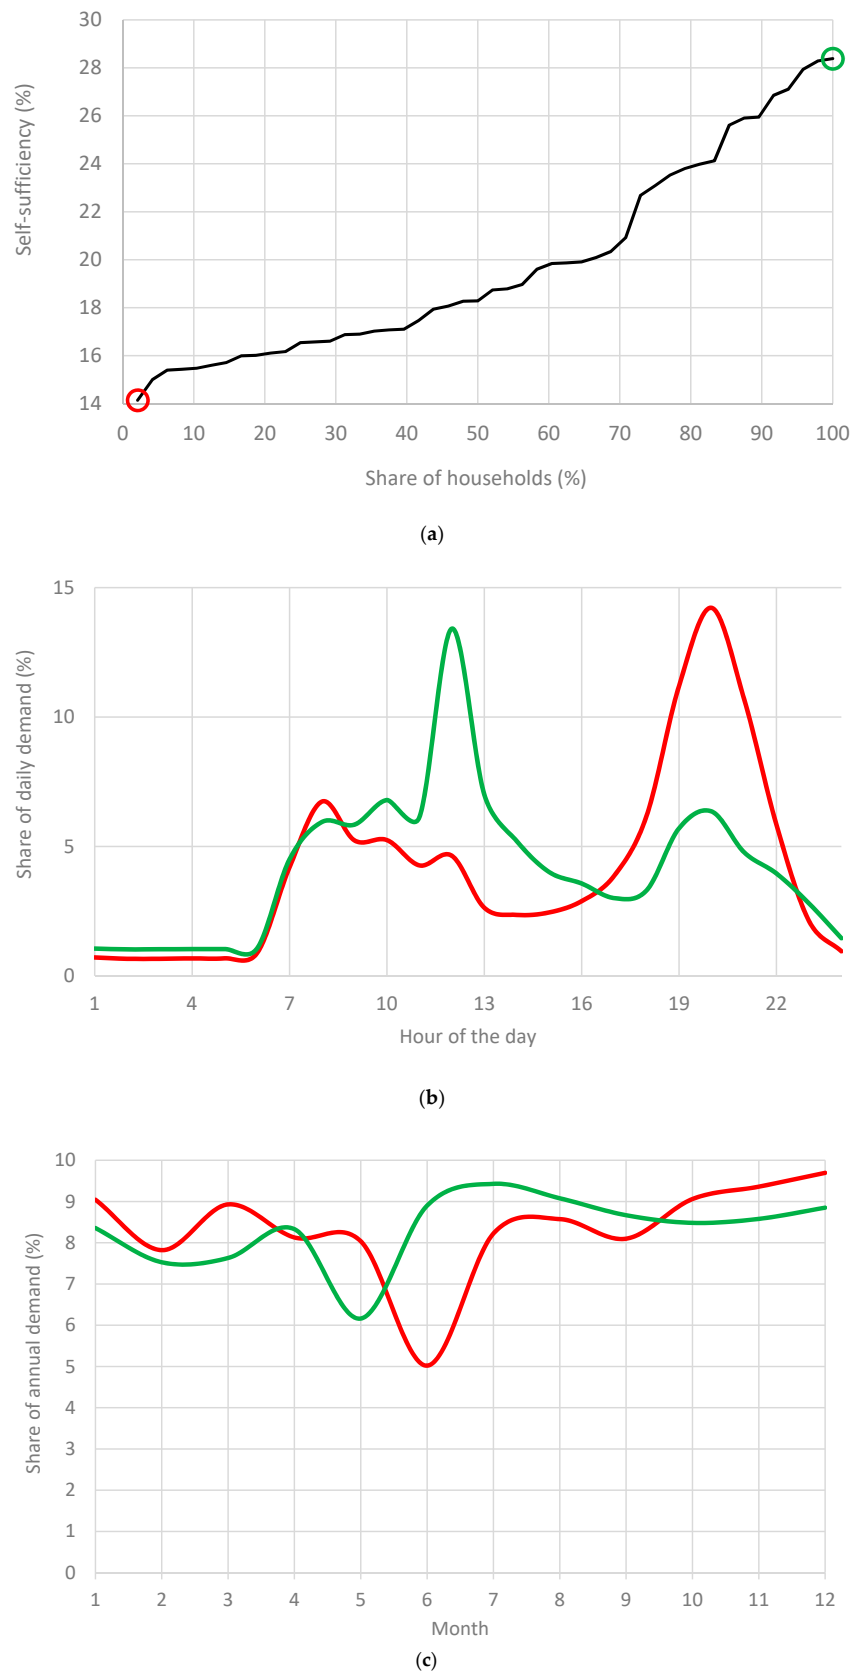 30
28
26
24
22
20
18
16
14
Self-sufficiency (%)
0 10 20 30 40 50 60 70 80 90 100
Share of households (%)
(a)
15
10
5
0
Share of daily demand (%)
1 4 7 10 13 16 19 22
Hour of the day
(b)
10
9
8
7
6
5
4
3
2
1
0
Share of annual demand (%)
1 2 3 4 5 6 7 8 9 10 11 12
Month
(c)